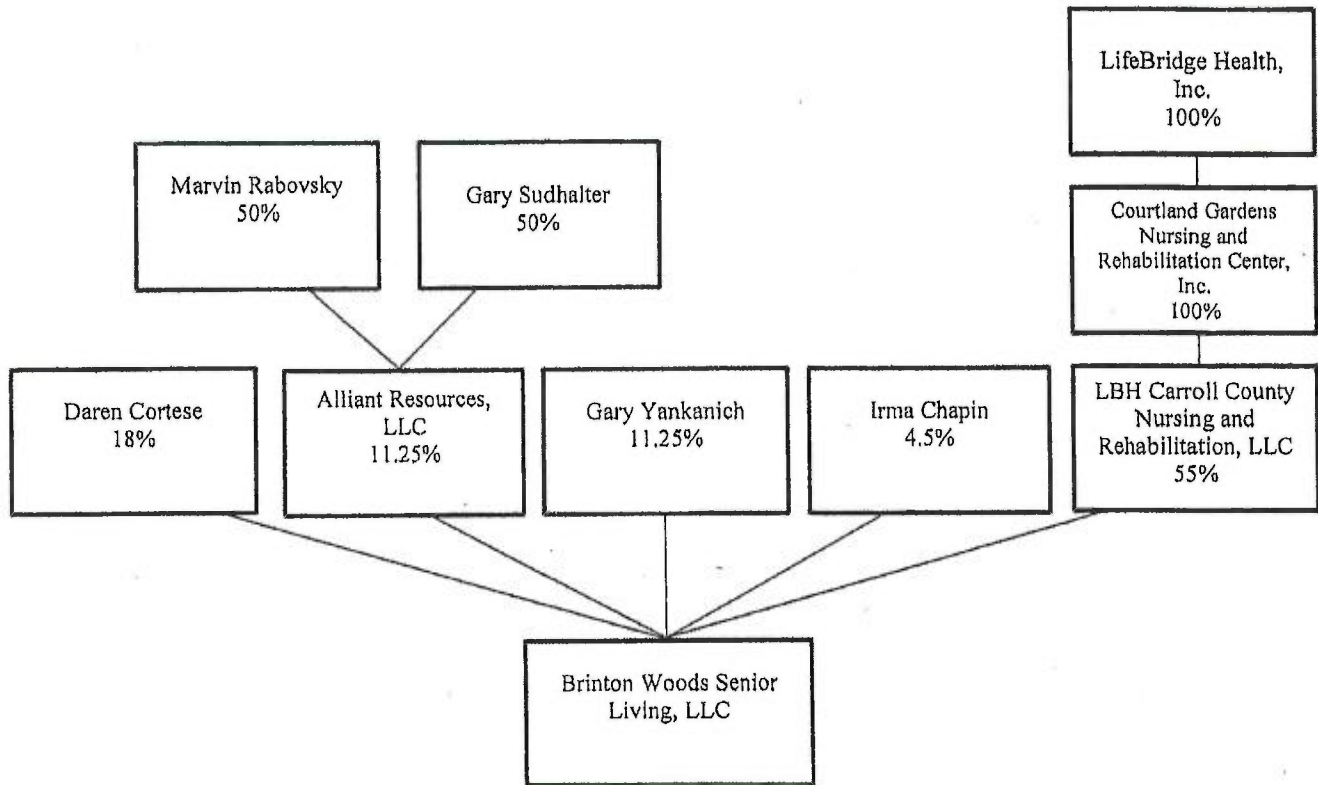 LifeBridge Health,
Inc.
100%
Marvin Rabovsky
50%
Gary Sudhalter
50%
Courtland Gardens
Nursing and
Rehabilitation Center,
Inc.
100%
Daren Cortese
18%
Alliant Resources,
LLC
11.25%
Gary Yankanich
11.25%
Irma Chapin
4.5%
LBH Carroll County
Nursing and
Rehabilitation, LLC
55%
Brinton Woods Senior
Living, LLC